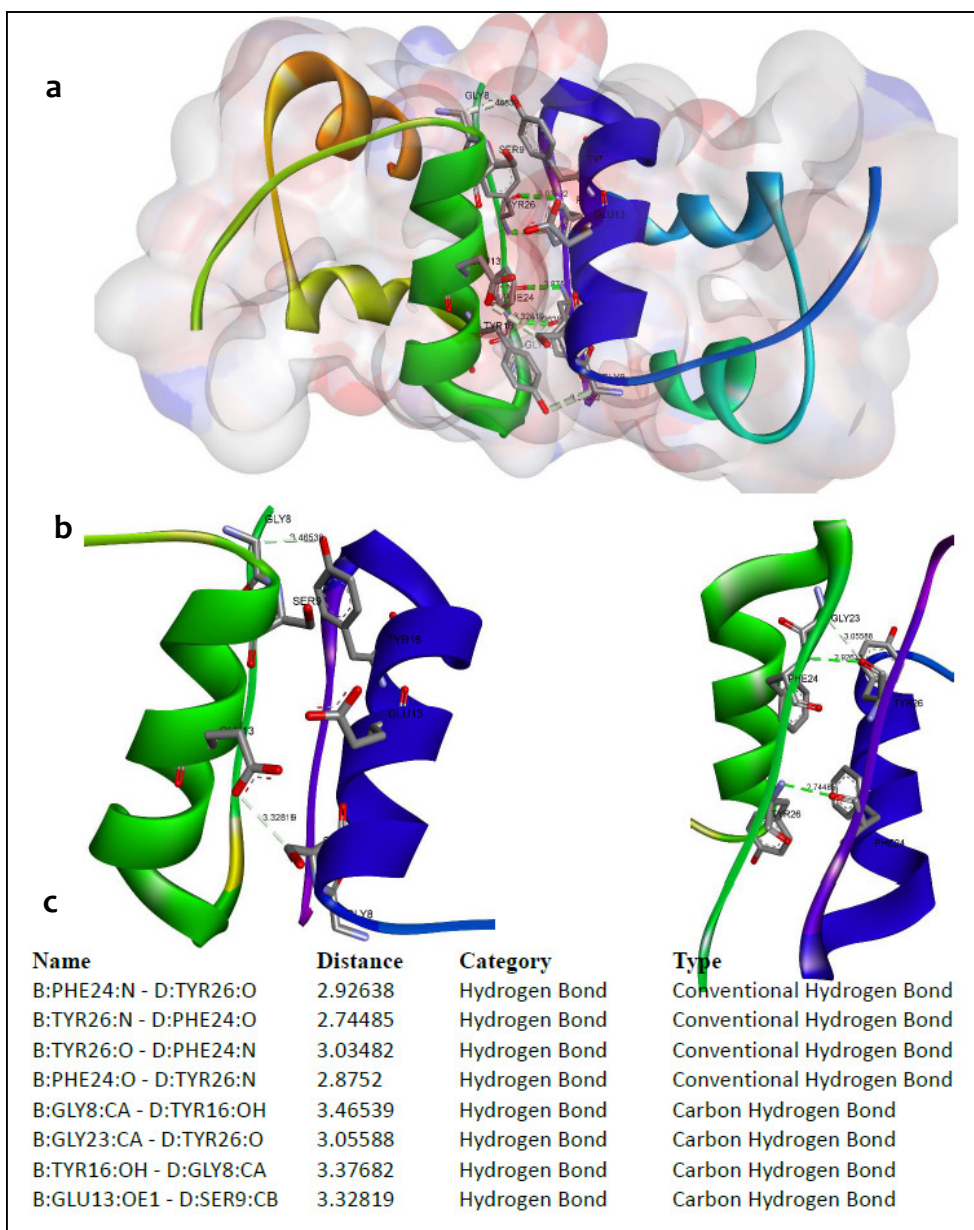 a
GLY8
SER9
TYR26
GLU13
PHE24
3.32819
TYR19
b
GLY8
3.46539
SER9
TYR16
GLU13
3.32819
GLY8
GLY23
3.05588
PHE24
TYR26
2.74485
TYR26
PHE24
c
Name Distance Category Type
B:PHE24:N - D:TYR26:O 2.92638 Hydrogen Bond Conventional Hydrogen Bond
B:TYR26:N - D:PHE24:O 2.74485 Hydrogen Bond Conventional Hydrogen Bond
B:TYR26:O - D:PHE24:N 3.03482 Hydrogen Bond Conventional Hydrogen Bond
B:PHE24:O - D:TYR26:N 2.8752 Hydrogen Bond Conventional Hydrogen Bond
B:GLY8:CA - D:TYR16:OH 3.46539 Hydrogen Bond Carbon Hydrogen Bond
B:GLY23:CA - D:TYR26:O 3.05588 Hydrogen Bond Carbon Hydrogen Bond
B:TYR16:OH - D:GLY8:CA 3.37682 Hydrogen Bond Carbon Hydrogen Bond
B:GLU13:OE1 - D:SER9:CB 3.32819 Hydrogen Bond Carbon Hydrogen Bond